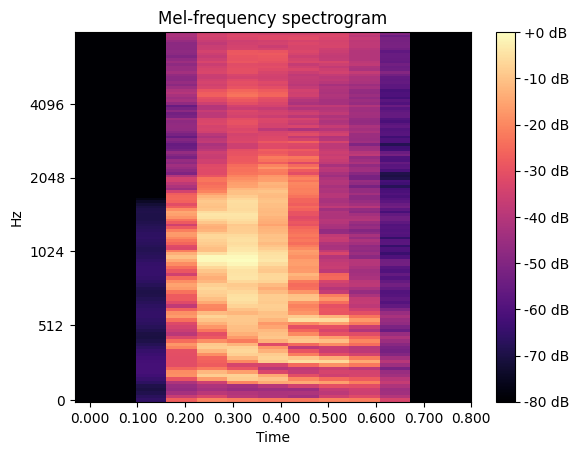 Mel-frequency spectrogram
+0 dB
-10 dB
-20 dB
-30 dB
-40 dB
-50 dB
-60 dB
-70 dB
-80 dB
4096
2048
1024
512
0
Hz
0.000 0.100 0.200 0.300 0.400 0.500 0.600 0.700 0.800
Time